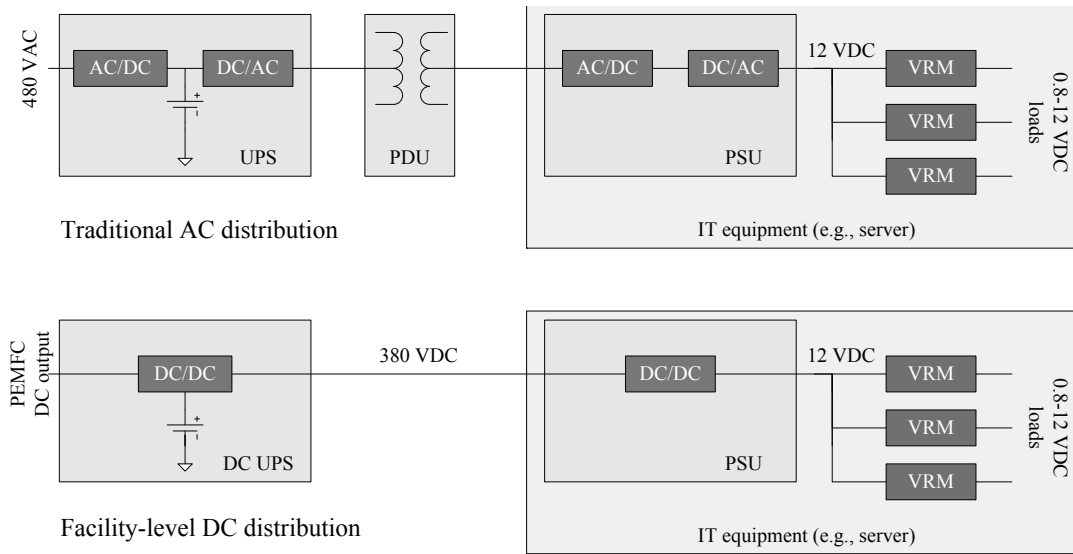 480 VAC
AC/DC
DC/AC
+
-
UPS
PDU
AC/DC
DC/AC
PSU
12 VDC
VRM
VRM
VRM
0.8-12 VDC
loads
Traditional AC distribution
IT equipment (e.g., server)
PEMFC
DC output
DC/DC
+
-
DC UPS
380 VDC
DC/DC
PSU
12 VDC
VRM
VRM
VRM
0.8-12 VDC
loads
Facility-level DC distribution
IT equipment (e.g., server)